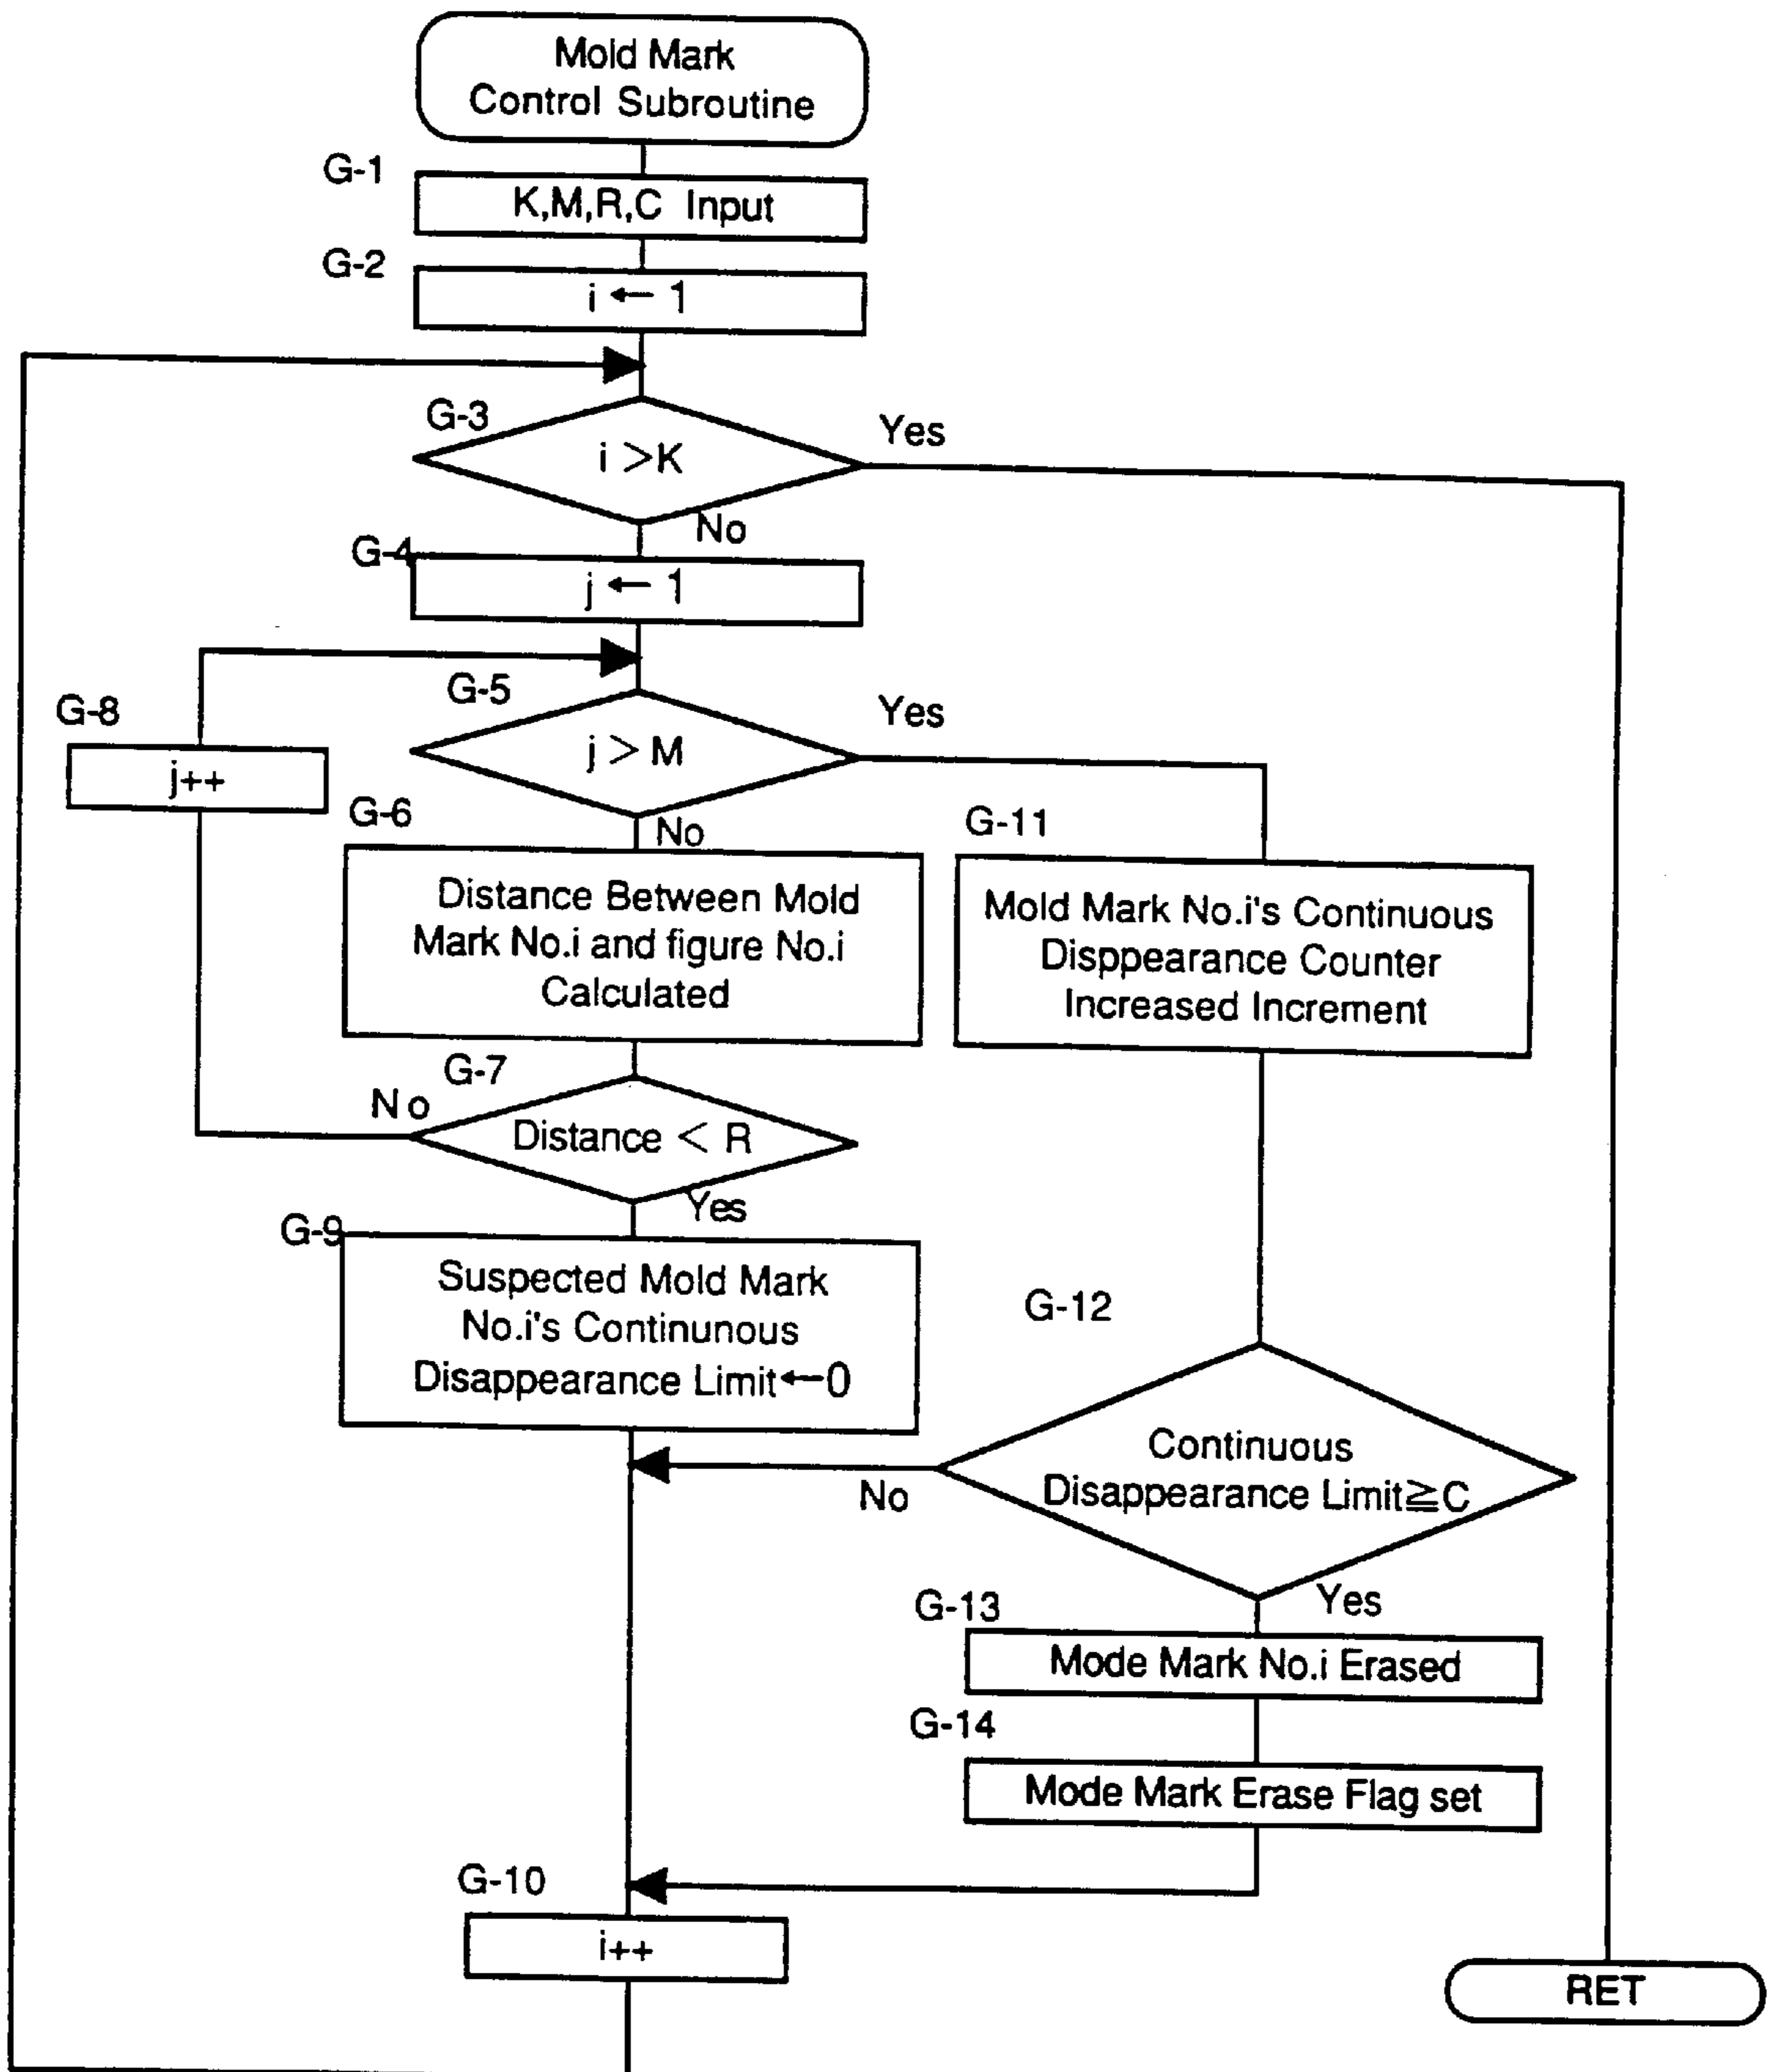 Mold Mark
Control Subroutine
G-1
K,M,R,C Input
G-2
i ← 1
G-3
i >K
Yes
No
G-4
j ← 1
G-5
j > M
Yes
No
G-8
j++
G-6
Distance Between Mold
Mark No.i and figure No.i
Calculated
G-11
Mold Mark No.i's Continuous
Disppearance Counter
Increased Increment
G-7
No
Distance < R
Yes
G-9
Suspected Mold Mark
No.i's Continunous
Disappearance Limit←0
G-12
Continuous
Disappearance Limit≧C
No
Yes
G-13
Mode Mark No.i Erased
G-14
Mode Mark Erase Flag set
G-10
i++
RET